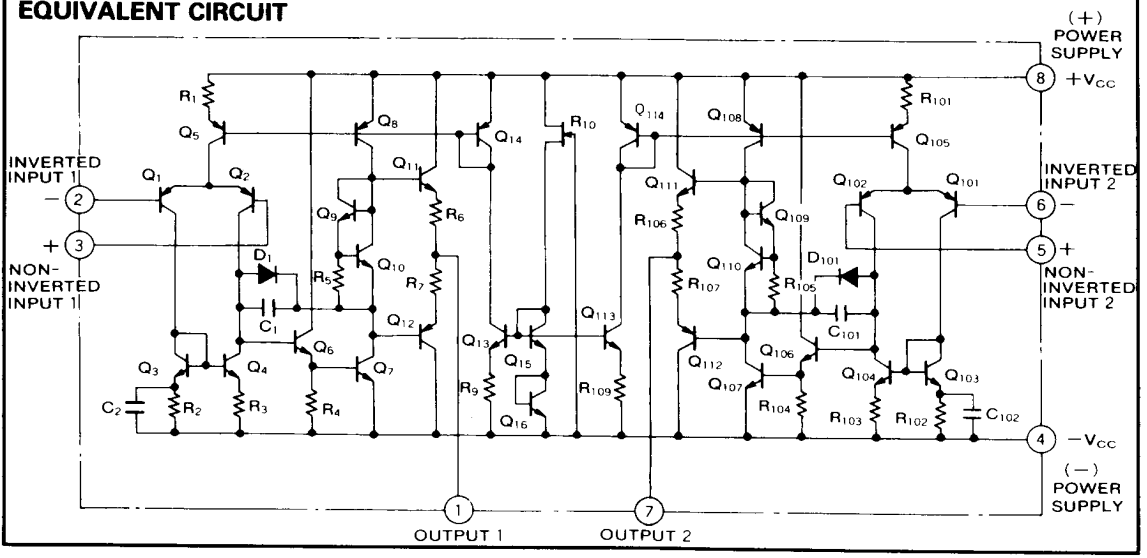 EQUIVALENT CIRCUIT
(+)
POWER
SUPPLY
8
+Vcc
R1
Q5
Q8
Q14
R10
Q114
Q108
R101
Q105
INVERTED
INPUT 1
2
−
Q1
Q2
Q11
Q111
Q102
Q101
INVERTED
INPUT 2
6
−
Q9
R6
R106
Q109
+
3
5
+
NON-
INVERTED
INPUT 1
D1
R5
Q10
R7
Q110
R107
R105
D101
NON-
INVERTED
INPUT 2
C1
Q12
C101
Q3
Q4
Q6
Q7
Q13
Q15
Q113
Q112
Q106
Q107
Q104
Q103
C2
R2
R3
R4
R9
Q16
R109
R104
R103
R102
C102
4
−Vcc
(−)
POWER
SUPPLY
1
7
OUTPUT 1
OUTPUT 2